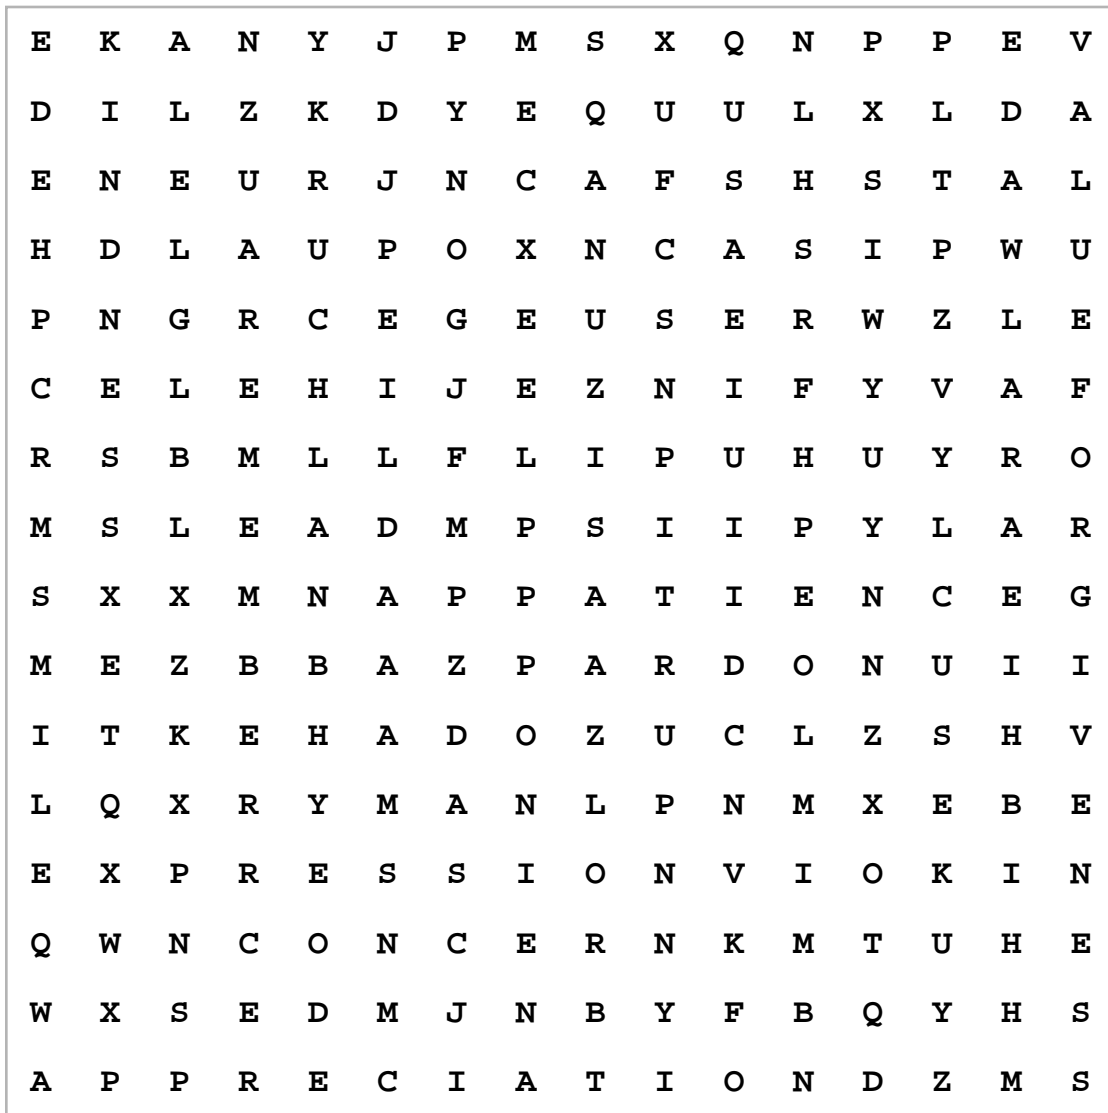 E K A N Y J P M S X Q N P P E V
D I L Z K D Y E Q U U L X L D A
E N E U R J N C A F S H S T A L
H D L A U P O X N C A S I P W U
P N G R C E G E U S E R W Z L E
C E L E H I J E Z N I F Y V A F
R S B M L L F L I P U H U Y R O
M S L E A D M P S I I P Y L A R
S X X M N A P P A T I E N C E G
M E Z B B A Z P A R D O N U I I
I T K E H A D O Z U C L Z S H V
L Q X R Y M A N L P N M X E B E
E X P R E S S I O N V I O K I N
Q W N C O N C E R N K M T U H E
W X S E D M J N B Y F B Q Y H S
A P P R E C I A T I O N D Z M S